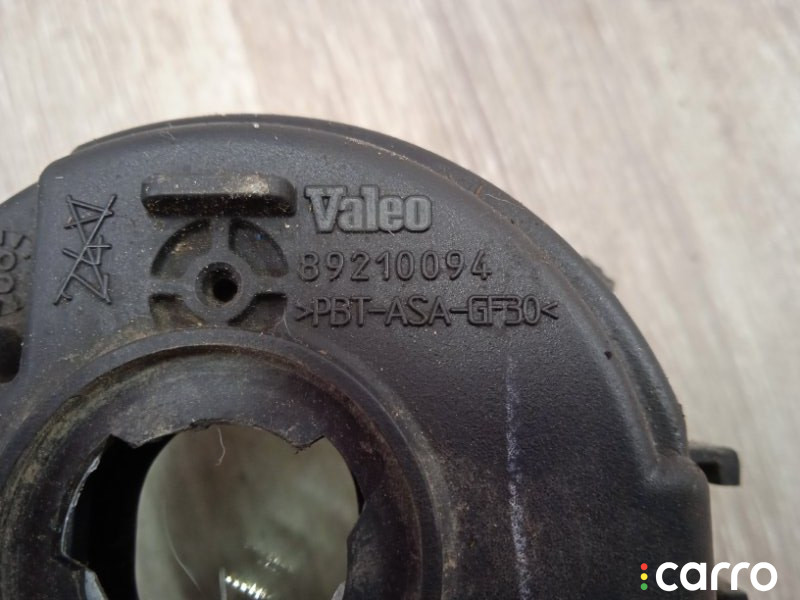 Valeo
89210094
>PBT-ASA-GF30<
carro